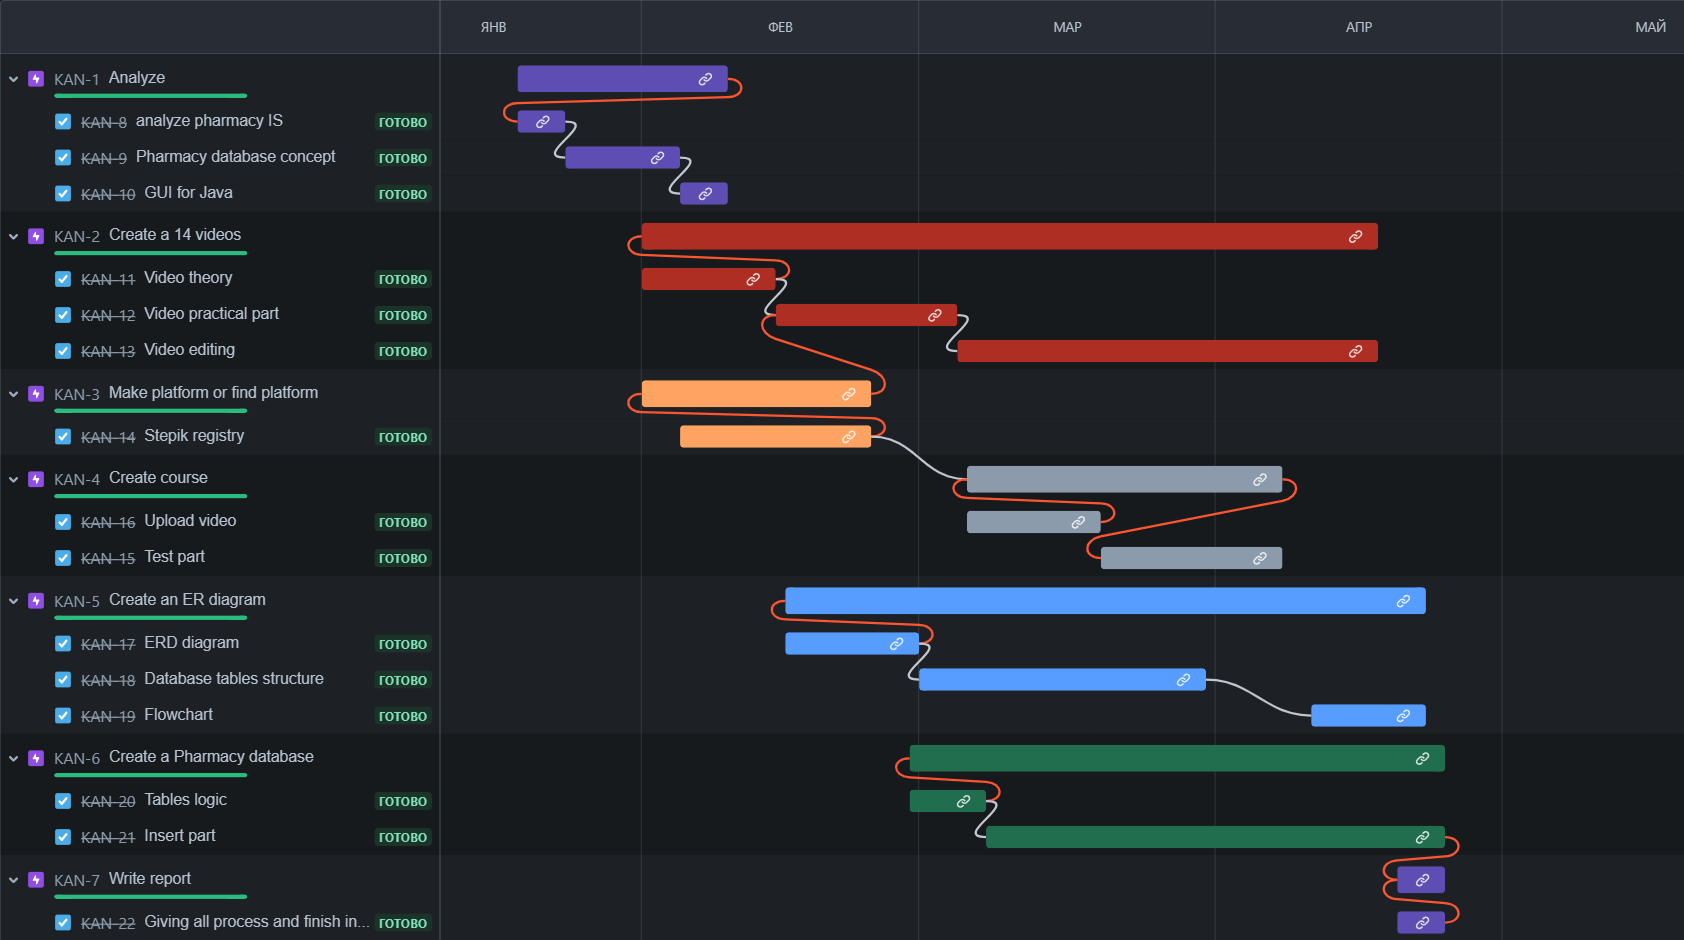 ЯНВ ФЕВ МАР АПР МАЙ
KAN-1 Analyze
KAN-8 analyze pharmacy IS ГОТОВО
KAN-9 Pharmacy database concept ГОТОВО
KAN-10 GUI for Java ГОТОВО
KAN-2 Create a 14 videos
KAN-11 Video theory ГОТОВО
KAN-12 Video practical part ГОТОВО
KAN-13 Video editing ГОТОВО
KAN-3 Make platform or find platform
KAN-14 Stepik registry ГОТОВО
KAN-4 Create course
KAN-16 Upload video ГОТОВО
KAN-15 Test part ГОТОВО
KAN-5 Create an ER diagram
KAN-17 ERD diagram ГОТОВО
KAN-18 Database tables structure ГОТОВО
KAN-19 Flowchart ГОТОВО
KAN-6 Create a Pharmacy database
KAN-20 Tables logic ГОТОВО
KAN-21 Insert part ГОТОВО
KAN-7 Write report
KAN-22 Giving all process and finish in... ГОТОВО